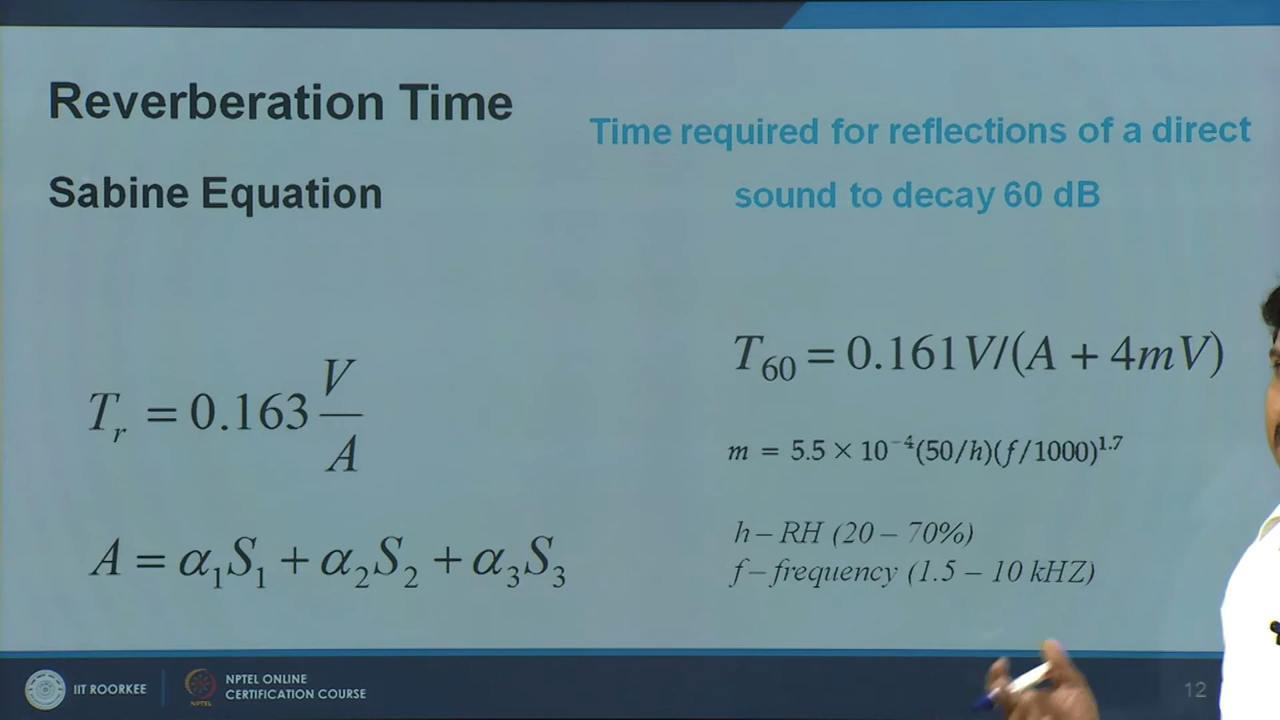 Reverberation Time
Sabine Equation
Time required for reflections of a direct
sound to decay 60 dB
Tᵣ = 0.163 V/A
A = α₁S₁ + α₂S₂ + α₃S₃
T₆₀ = 0.161V/(A + 4mV)
m = 5.5 × 10⁻⁴(50/h)(f/1000)¹·⁷
h – RH (20 – 70%)
f – frequency (1.5 – 10 kHZ)
IIT ROORKEE
NPTEL
NPTEL ONLINE
CERTIFICATION COURSE
12